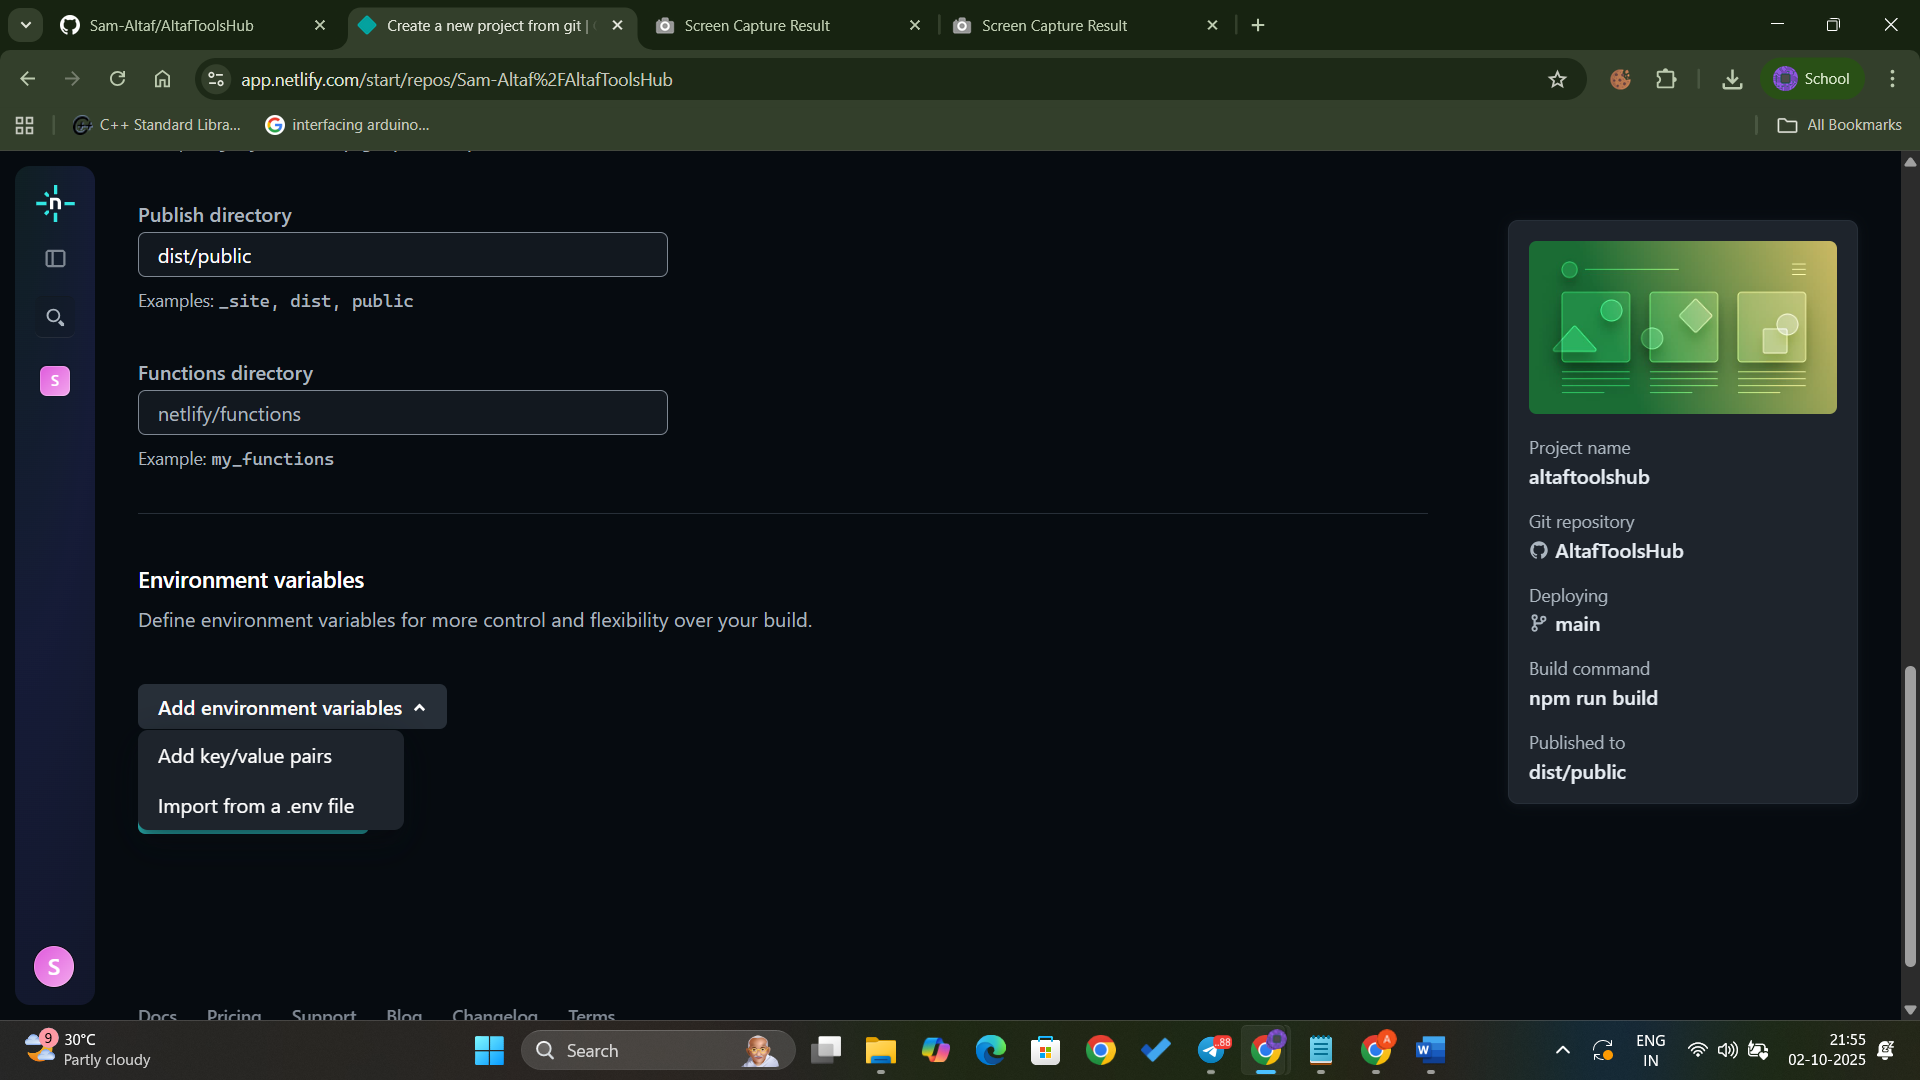 Sam-Altaf/AltafToolsHub
Create a new project from git |
Screen Capture Result
Screen Capture Result
app.netlify.com/start/repos/Sam-Altaf%2FAltafToolsHub
School
C++ Standard Libra...
interfacing arduino...
All Bookmarks
n
Publish directory
dist/public
Examples: _site, dist, public
S
Functions directory
netlify/functions
Example: my_functions
Environment variables
Define environment variables for more control and flexibility over your build.
Add environment variables
Add key/value pairs
Import from a .env file
Project name
altaftoolshub
Git repository
AltafToolsHub
Deploying
main
Build command
npm run build
Published to
dist/public
S
Docs Pricing Support Blog Changelog Terms
9
30°C
Partly cloudy
Search
.88
A
W
ENG
IN
21:55
02-10-2025